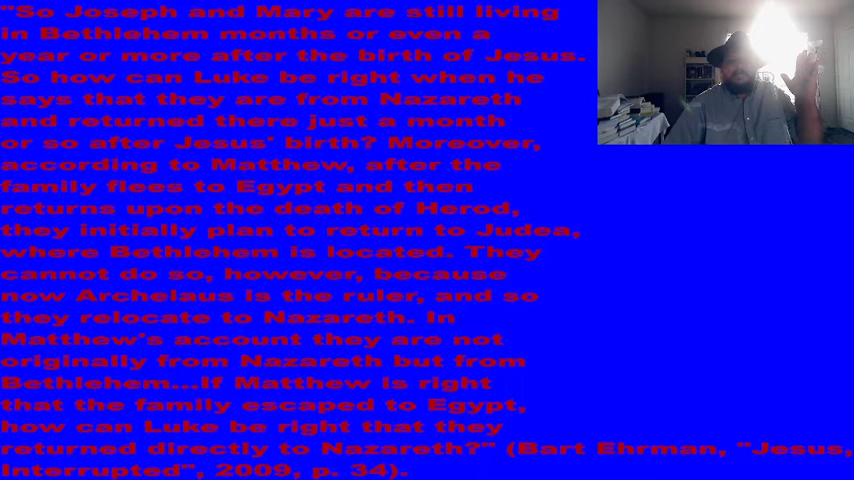 "So Joseph and Mary are still living
in Bethlehem months or even a
year or more after the birth of Jesus.
So how can Luke be right when he
says that they are from Nazareth
and returned there just a month
or so after Jesus' birth? Moreover,
according to Matthew, after the
family flees to Egypt and then
returns upon the death of Herod,
they initially plan to return to Judea,
where Bethlehem is located. They
cannot do so, however, because
now Archelaus is the ruler, and so
they relocate to Nazareth. In
Matthew's account they are not
originally from Nazareth but from
Bethlehem...If Matthew is right
that the family escaped to Egypt,
how can Luke be right that they
returned directly to Nazareth?" (Bart Ehrman, "Jesus,
Interrupted", 2009, p. 34).